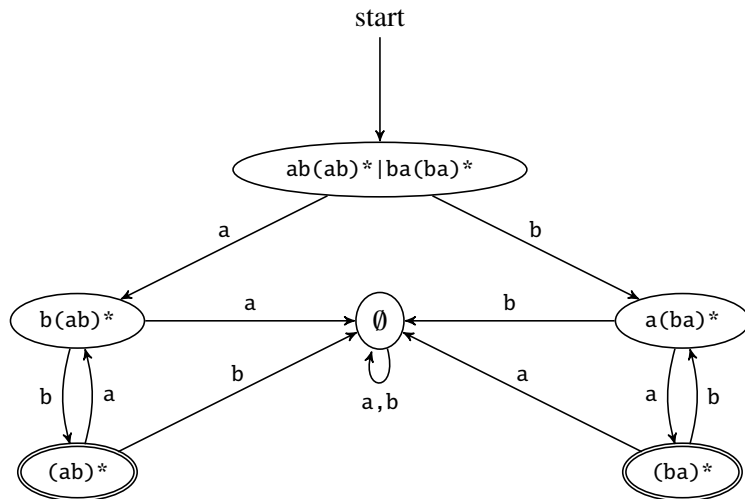 start
ab(ab)*|ba(ba)*
a b
b(ab)* a ∅ b a(ba)*
b a b a,b a a b
(ab)* (ba)*